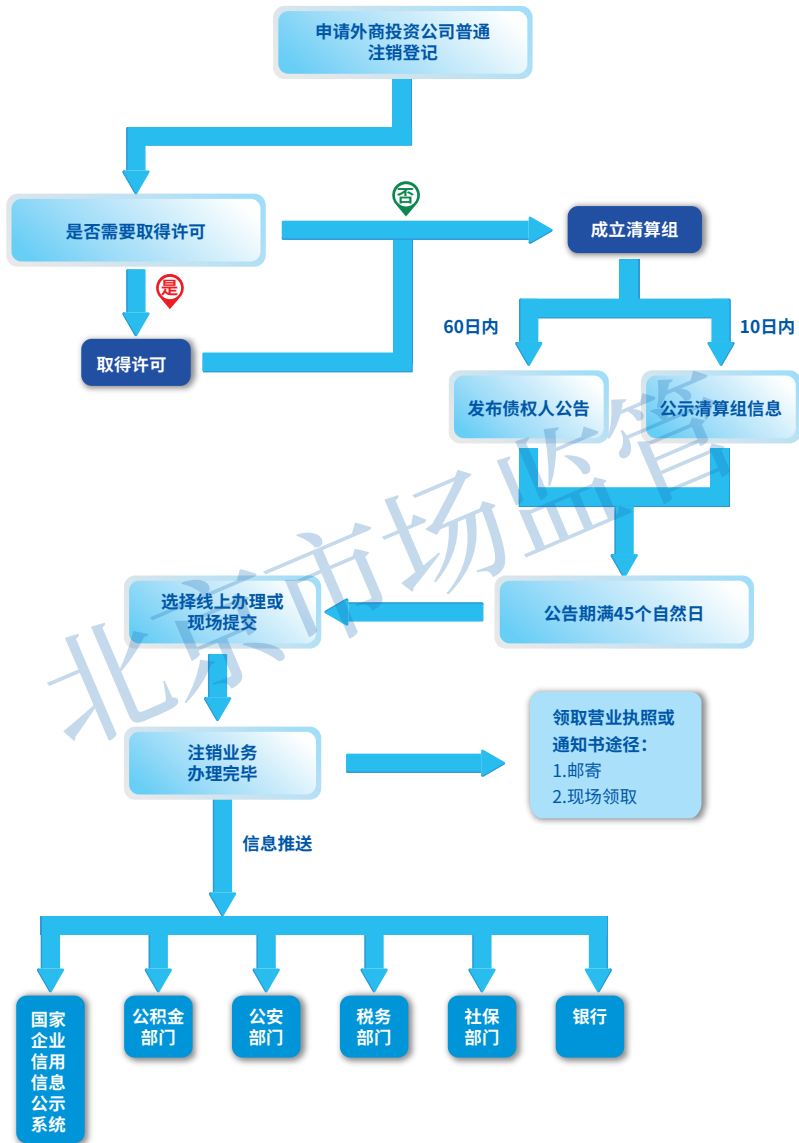 申请外商投资公司普通
注销登记
否
是否需要取得许可
成立清算组
是
60日内
10日内
取得许可
发布债权人公告
公示清算组信息
选择线上办理或
现场提交
公告期满45个自然日
领取营业执照或
通知书途径：
1.邮寄
2.现场领取
注销业务
办理完毕
信息推送
国家
企业
信用
信息
公示
系统
公积金
部门
公安
部门
税务
部门
社保
部门
银行
北京市场监管